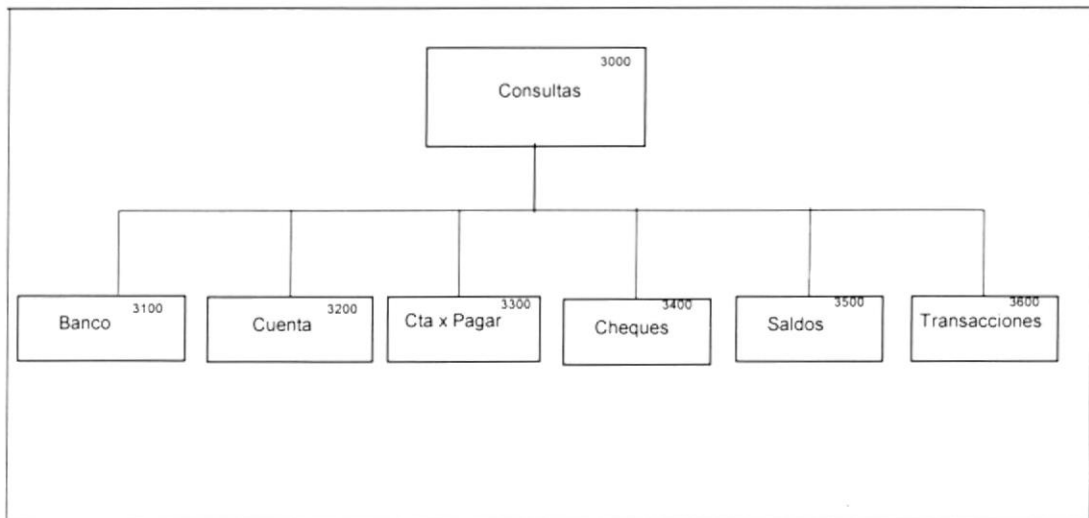 3000
Consultas
3100
Banco
3200
Cuenta
3300
Cta x Pagar
3400
Cheques
3500
Saldos
3600
Transacciones